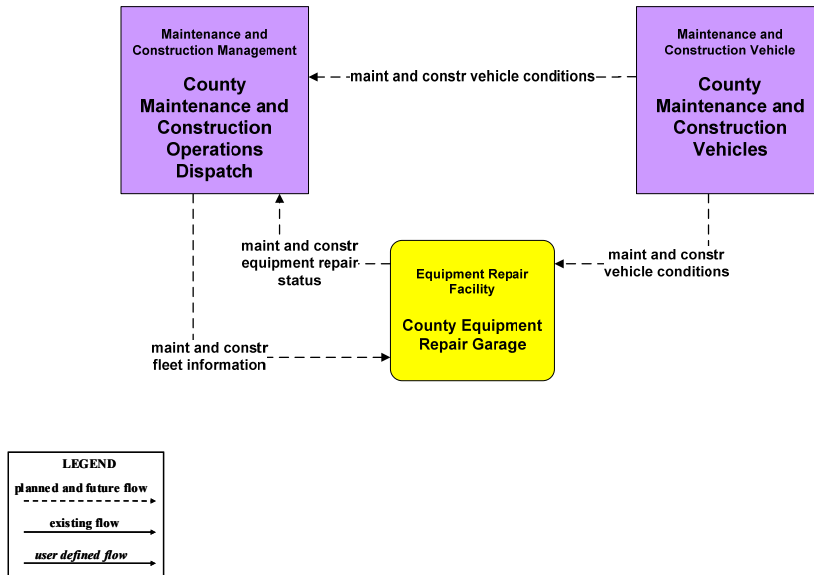 Maintenance and
Construction Management
County
Maintenance and
Construction
Operations
Dispatch
maint and constr vehicle conditions
Maintenance and
Construction Vehicle
County
Maintenance and
Construction
Vehicles
maint and constr
equipment repair
status
Equipment Repair
Facility
County Equipment
Repair Garage
maint and constr
vehicle conditions
maint and constr
fleet information
LEGEND
planned and future flow
existing flow
user defined flow